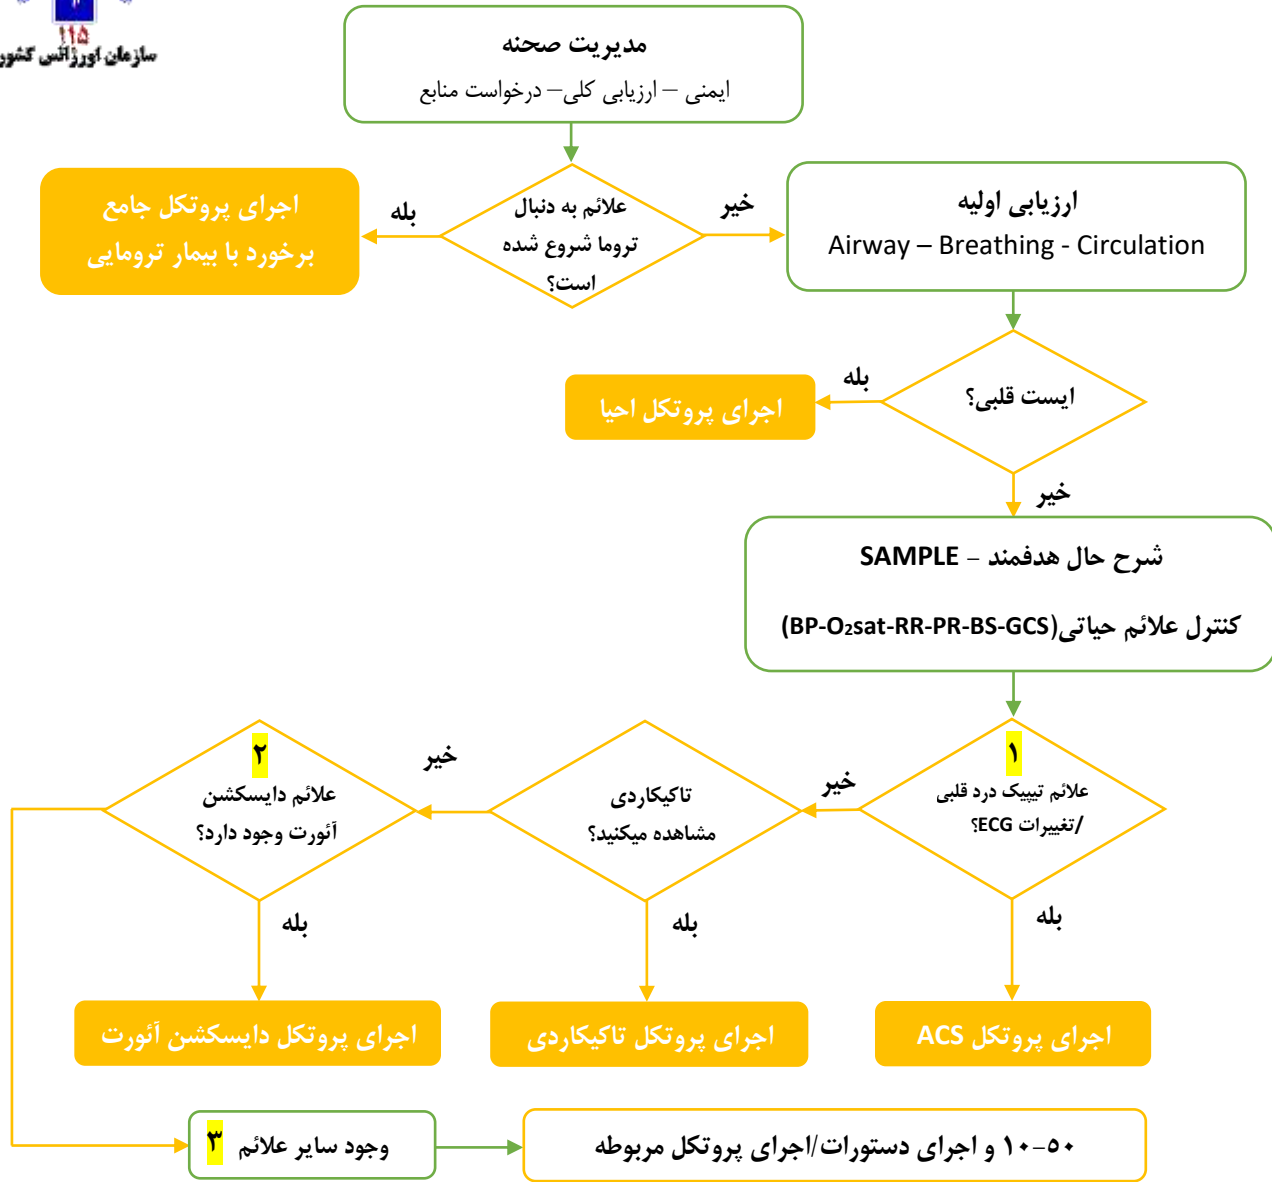 ۱۱۵
سازمان اورژانس کشور
مدیریت صحنه
ایمنی – ارزیابی کلی– درخواست منابع
علائم به دنبال
تروما شروع شده
است؟
خیر
بله
اجرای پروتکل جامع
برخورد با بیمار ترومایی
ارزیابی اولیه
Airway – Breathing - Circulation
ایست قلبی؟
بله
اجرای پروتکل احیا
خیر
شرح حال هدفمند – SAMPLE
کنترل علائم حیاتی(BP-O₂sat-RR-PR-BS-GCS)
۱
علائم تیپیک درد قلبی
/تغییرات ECG؟
خیر
بله
اجرای پروتکل ACS
تاکیکاردی
مشاهده میکنید؟
خیر
بله
اجرای پروتکل تاکیکاردی
۲
علائم دایسکشن
آئورت وجود دارد؟
بله
اجرای پروتکل دایسکشن آئورت
وجود سایر علائم ۳
۱۰-۵۰ و اجرای دستورات/اجرای پروتکل مربوطه